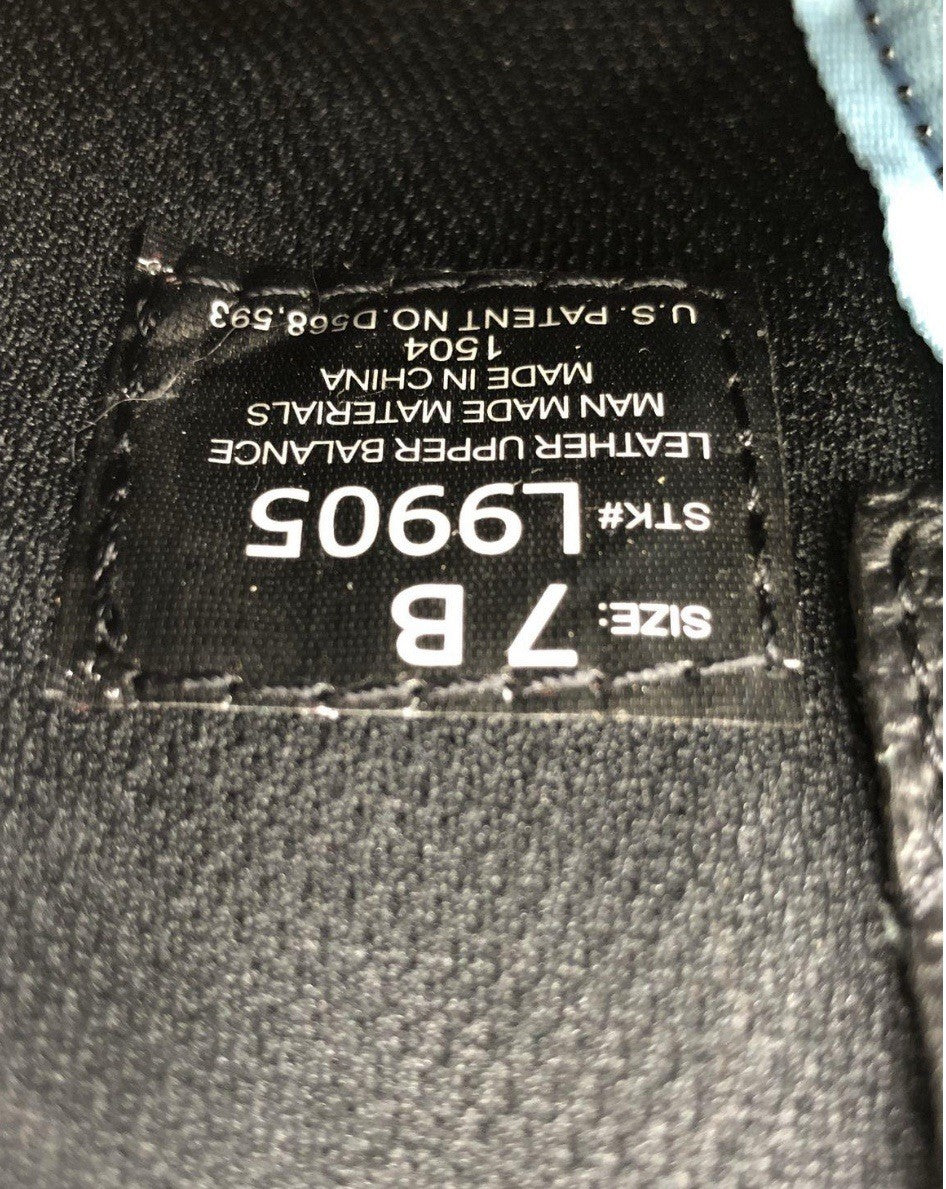 SIZE: 7 B
STK# L9905
LEATHER UPPER BALANCE
MAN MADE MATERIALS
MADE IN CHINA
1504
U.S. PATENT NO. D568,593